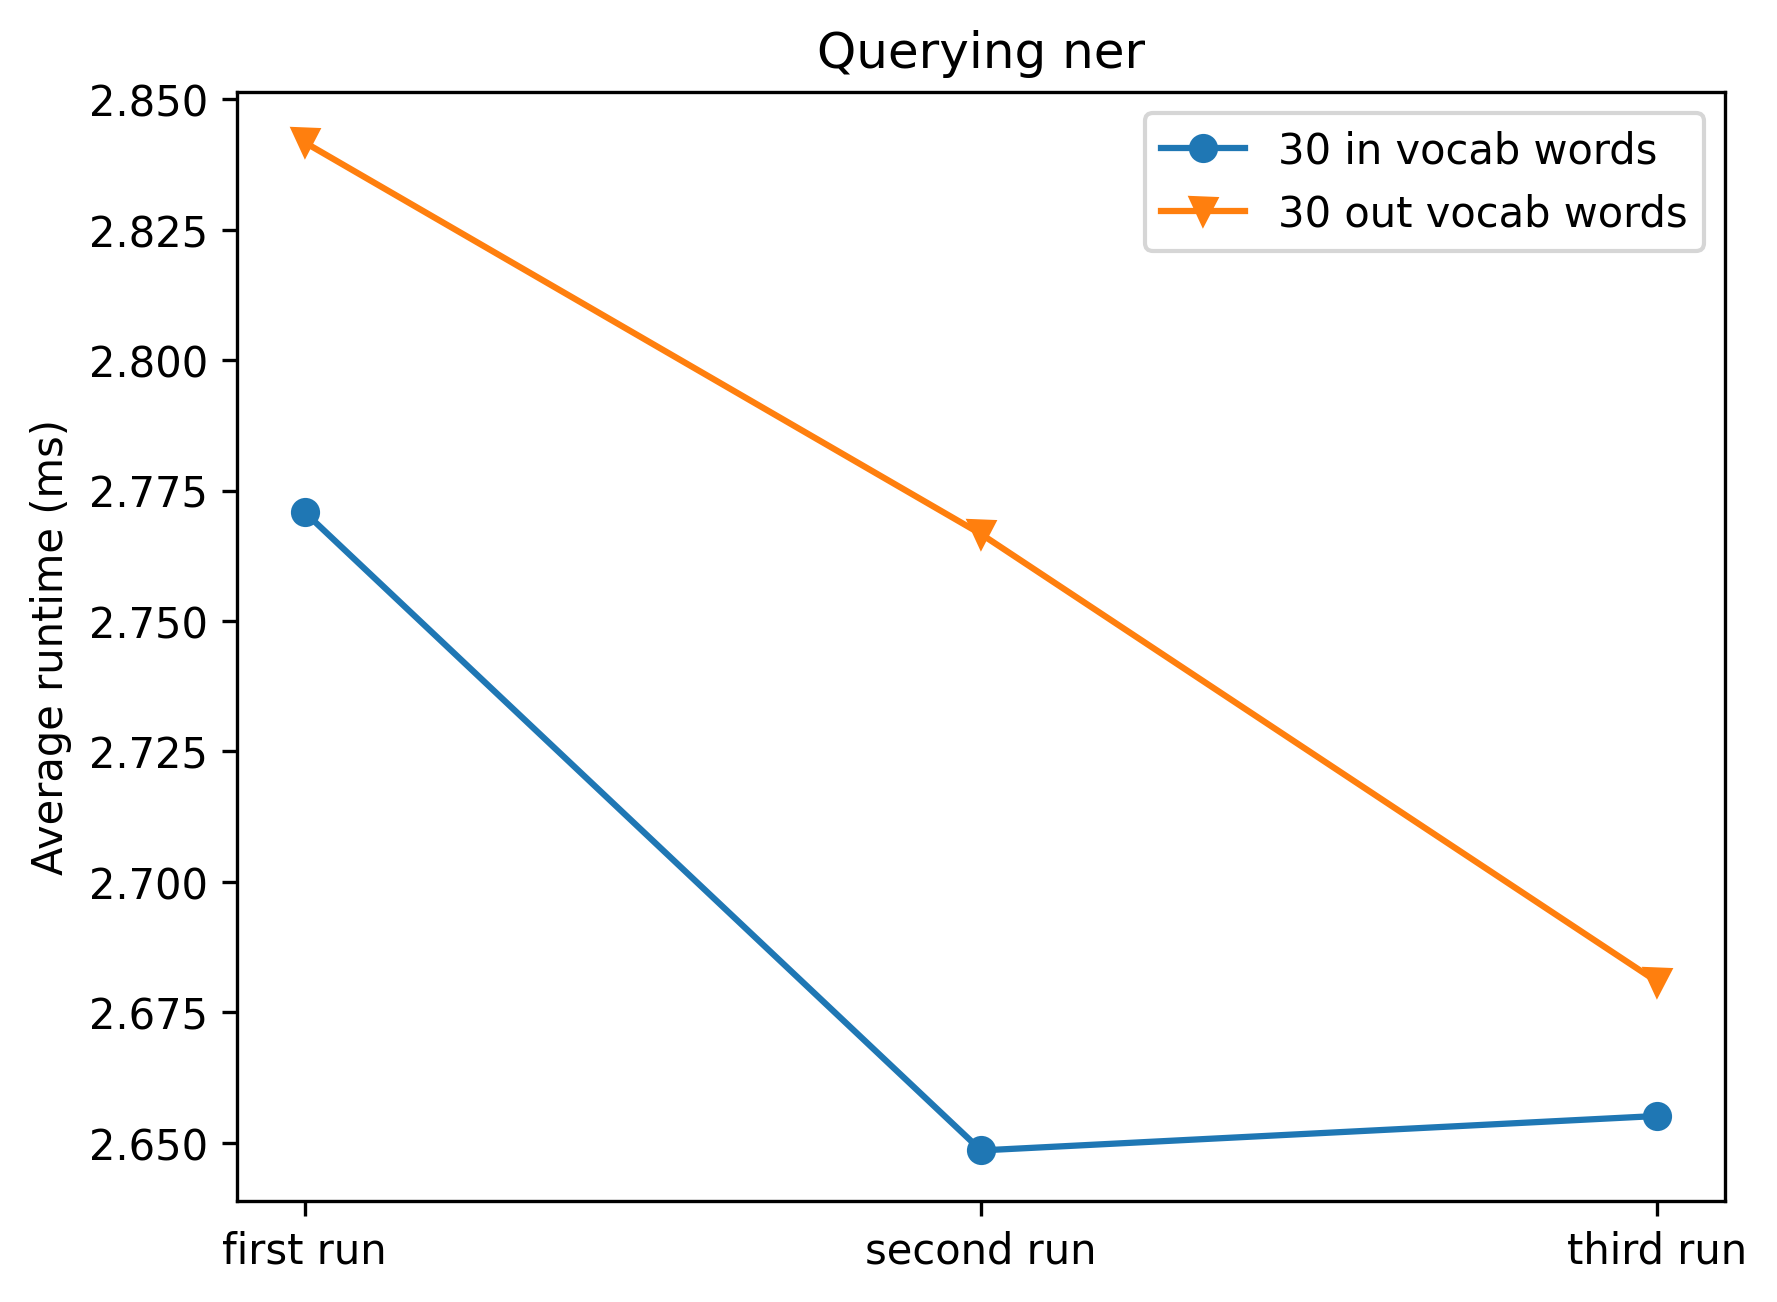 Querying ner
30 in vocab words
30 out vocab words
Average runtime (ms)
2.850
2.825
2.800
2.775
2.750
2.725
2.700
2.675
2.650
first run
second run
third run